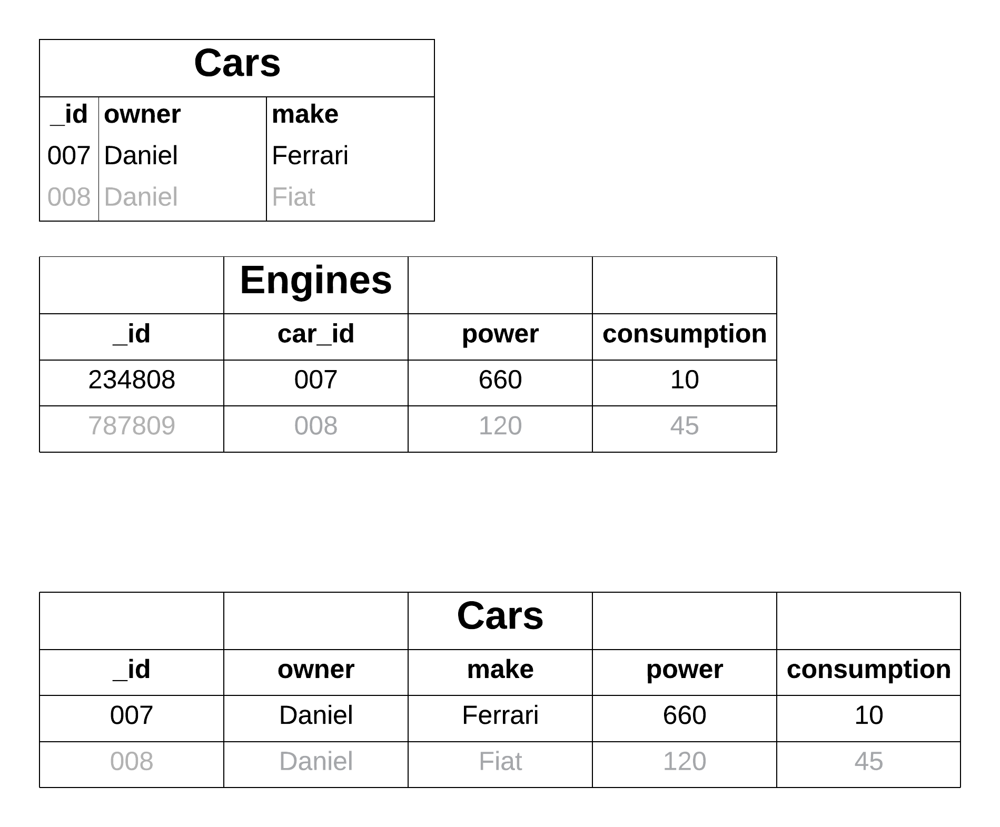 Cars
_id owner make
007 Daniel Ferrari
008 Daniel Fiat
Engines
_id car_id power consumption
234808 007 660 10
787809 008 120 45
Cars
_id owner make power consumption
007 Daniel Ferrari 660 10
008 Daniel Fiat 120 45